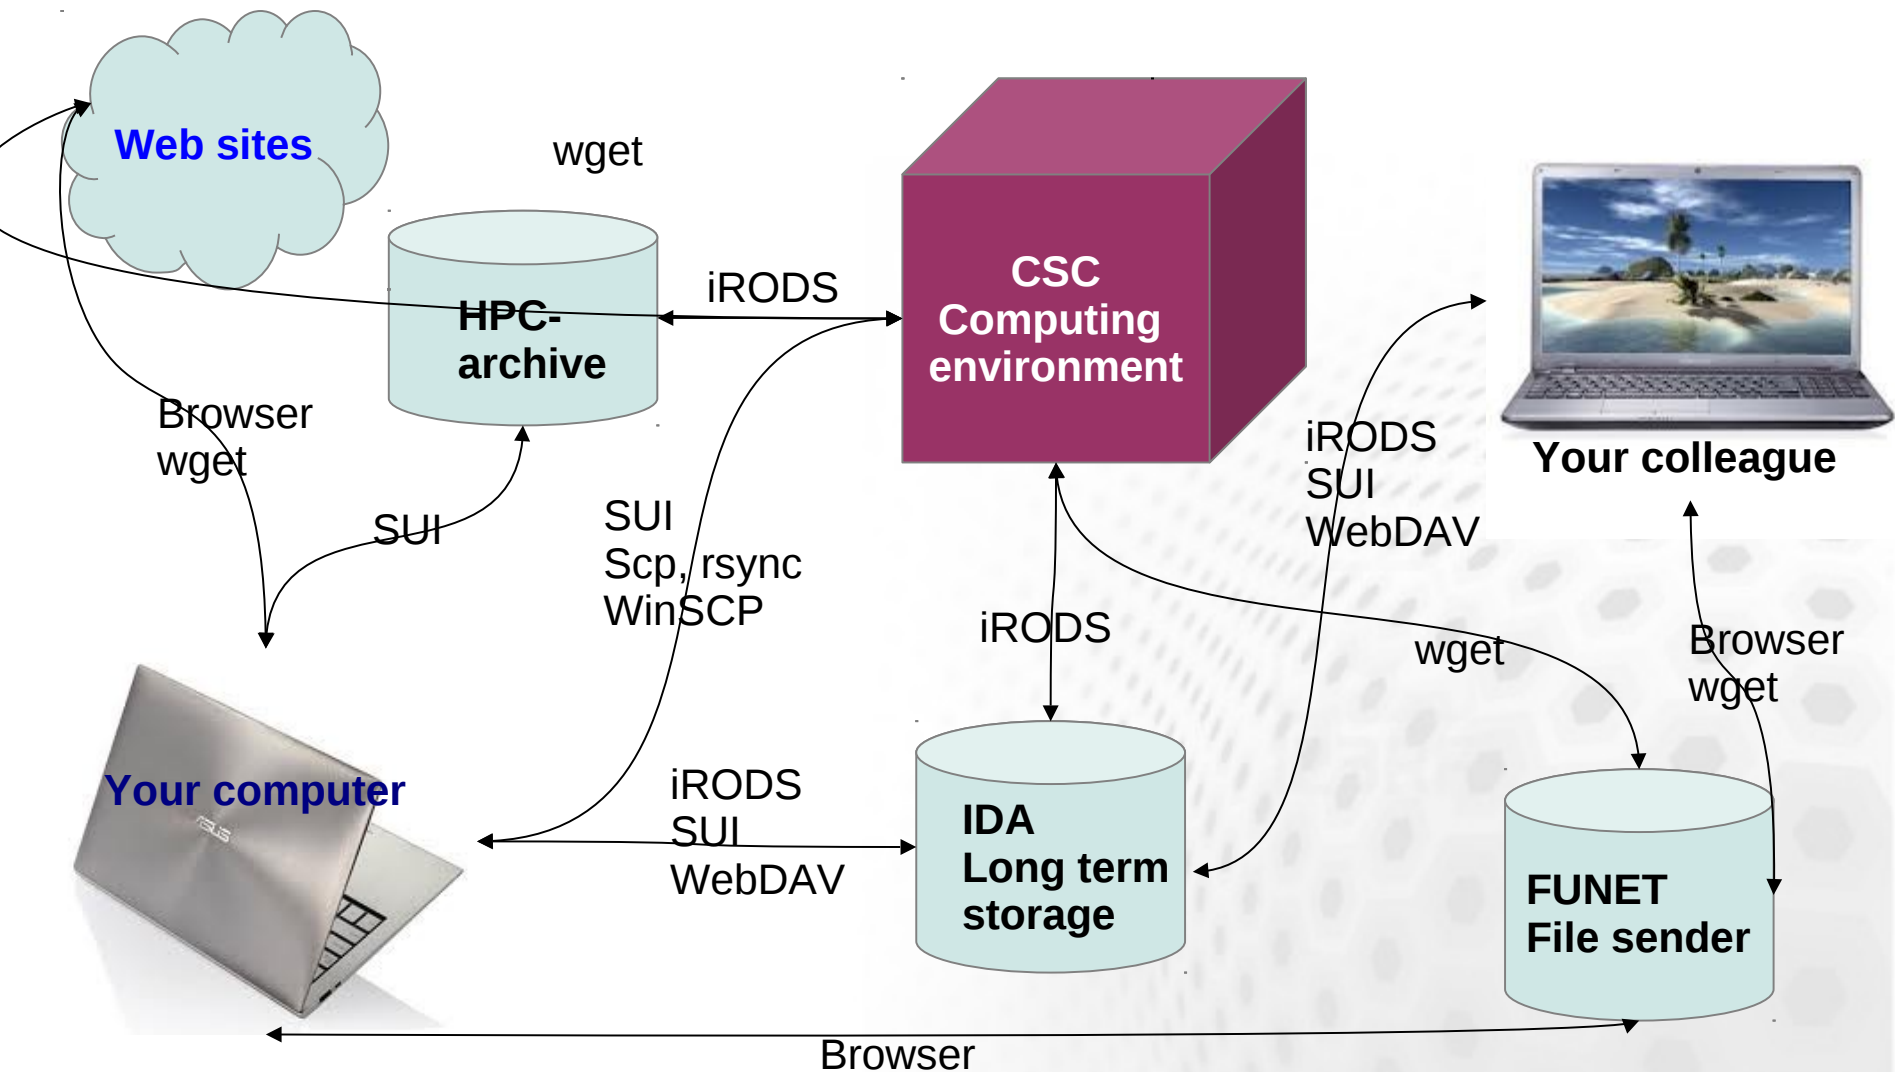 Web sites
wget
iRODS
CSC
Computing
environment
HPC-
archive
Browser
wget
SUI
SUI
Scp, rsync
WinSCP
iRODS
SUI
WebDAV
Your colleague
iRODS
wget
Browser
wget
Your computer
ASUS
iRODS
SUI
WebDAV
IDA
Long term
storage
FUNET
File sender
Browser